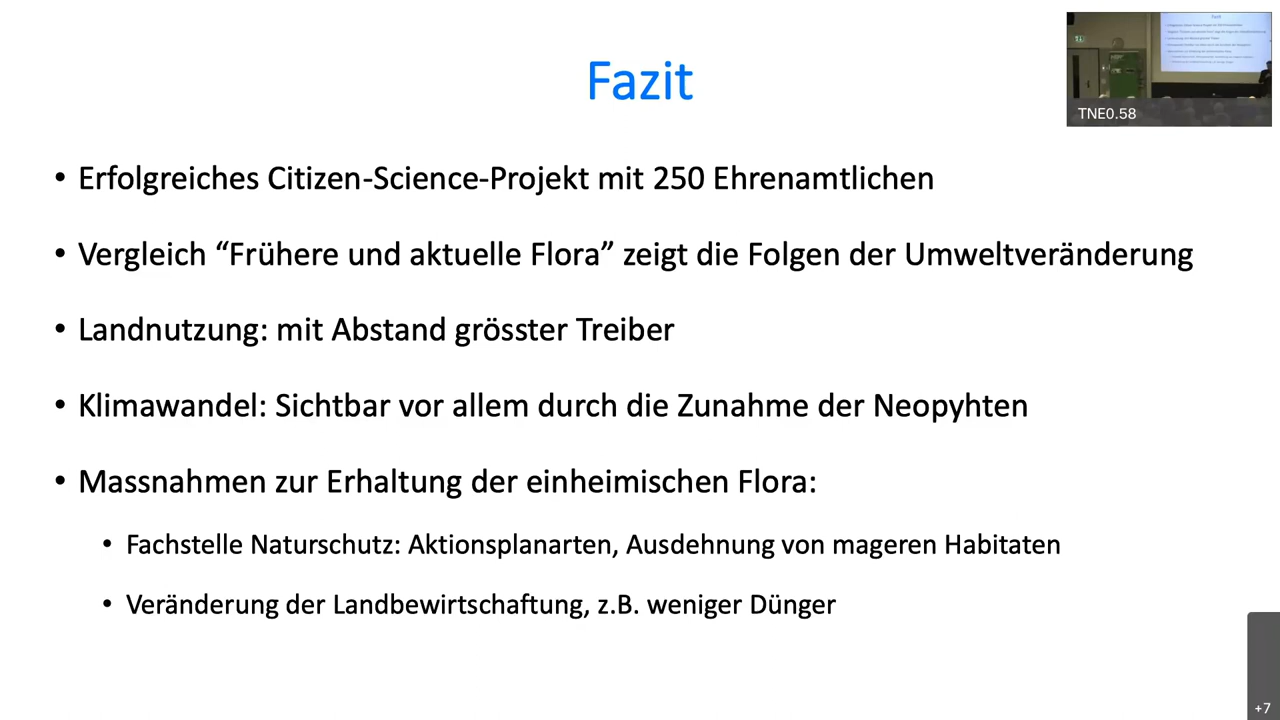 Fazit
TNE0.58
• Erfolgreiches Citizen-Science-Projekt mit 250 Ehrenamtlichen
• Vergleich “Frühere und aktuelle Flora” zeigt die Folgen der Umweltveränderung
• Landnutzung: mit Abstand grösster Treiber
• Klimawandel: Sichtbar vor allem durch die Zunahme der Neopyhten
• Massnahmen zur Erhaltung der einheimischen Flora:
• Fachstelle Naturschutz: Aktionsplanarten, Ausdehnung von mageren Habitaten
• Veränderung der Landbewirtschaftung, z.B. weniger Dünger
+7